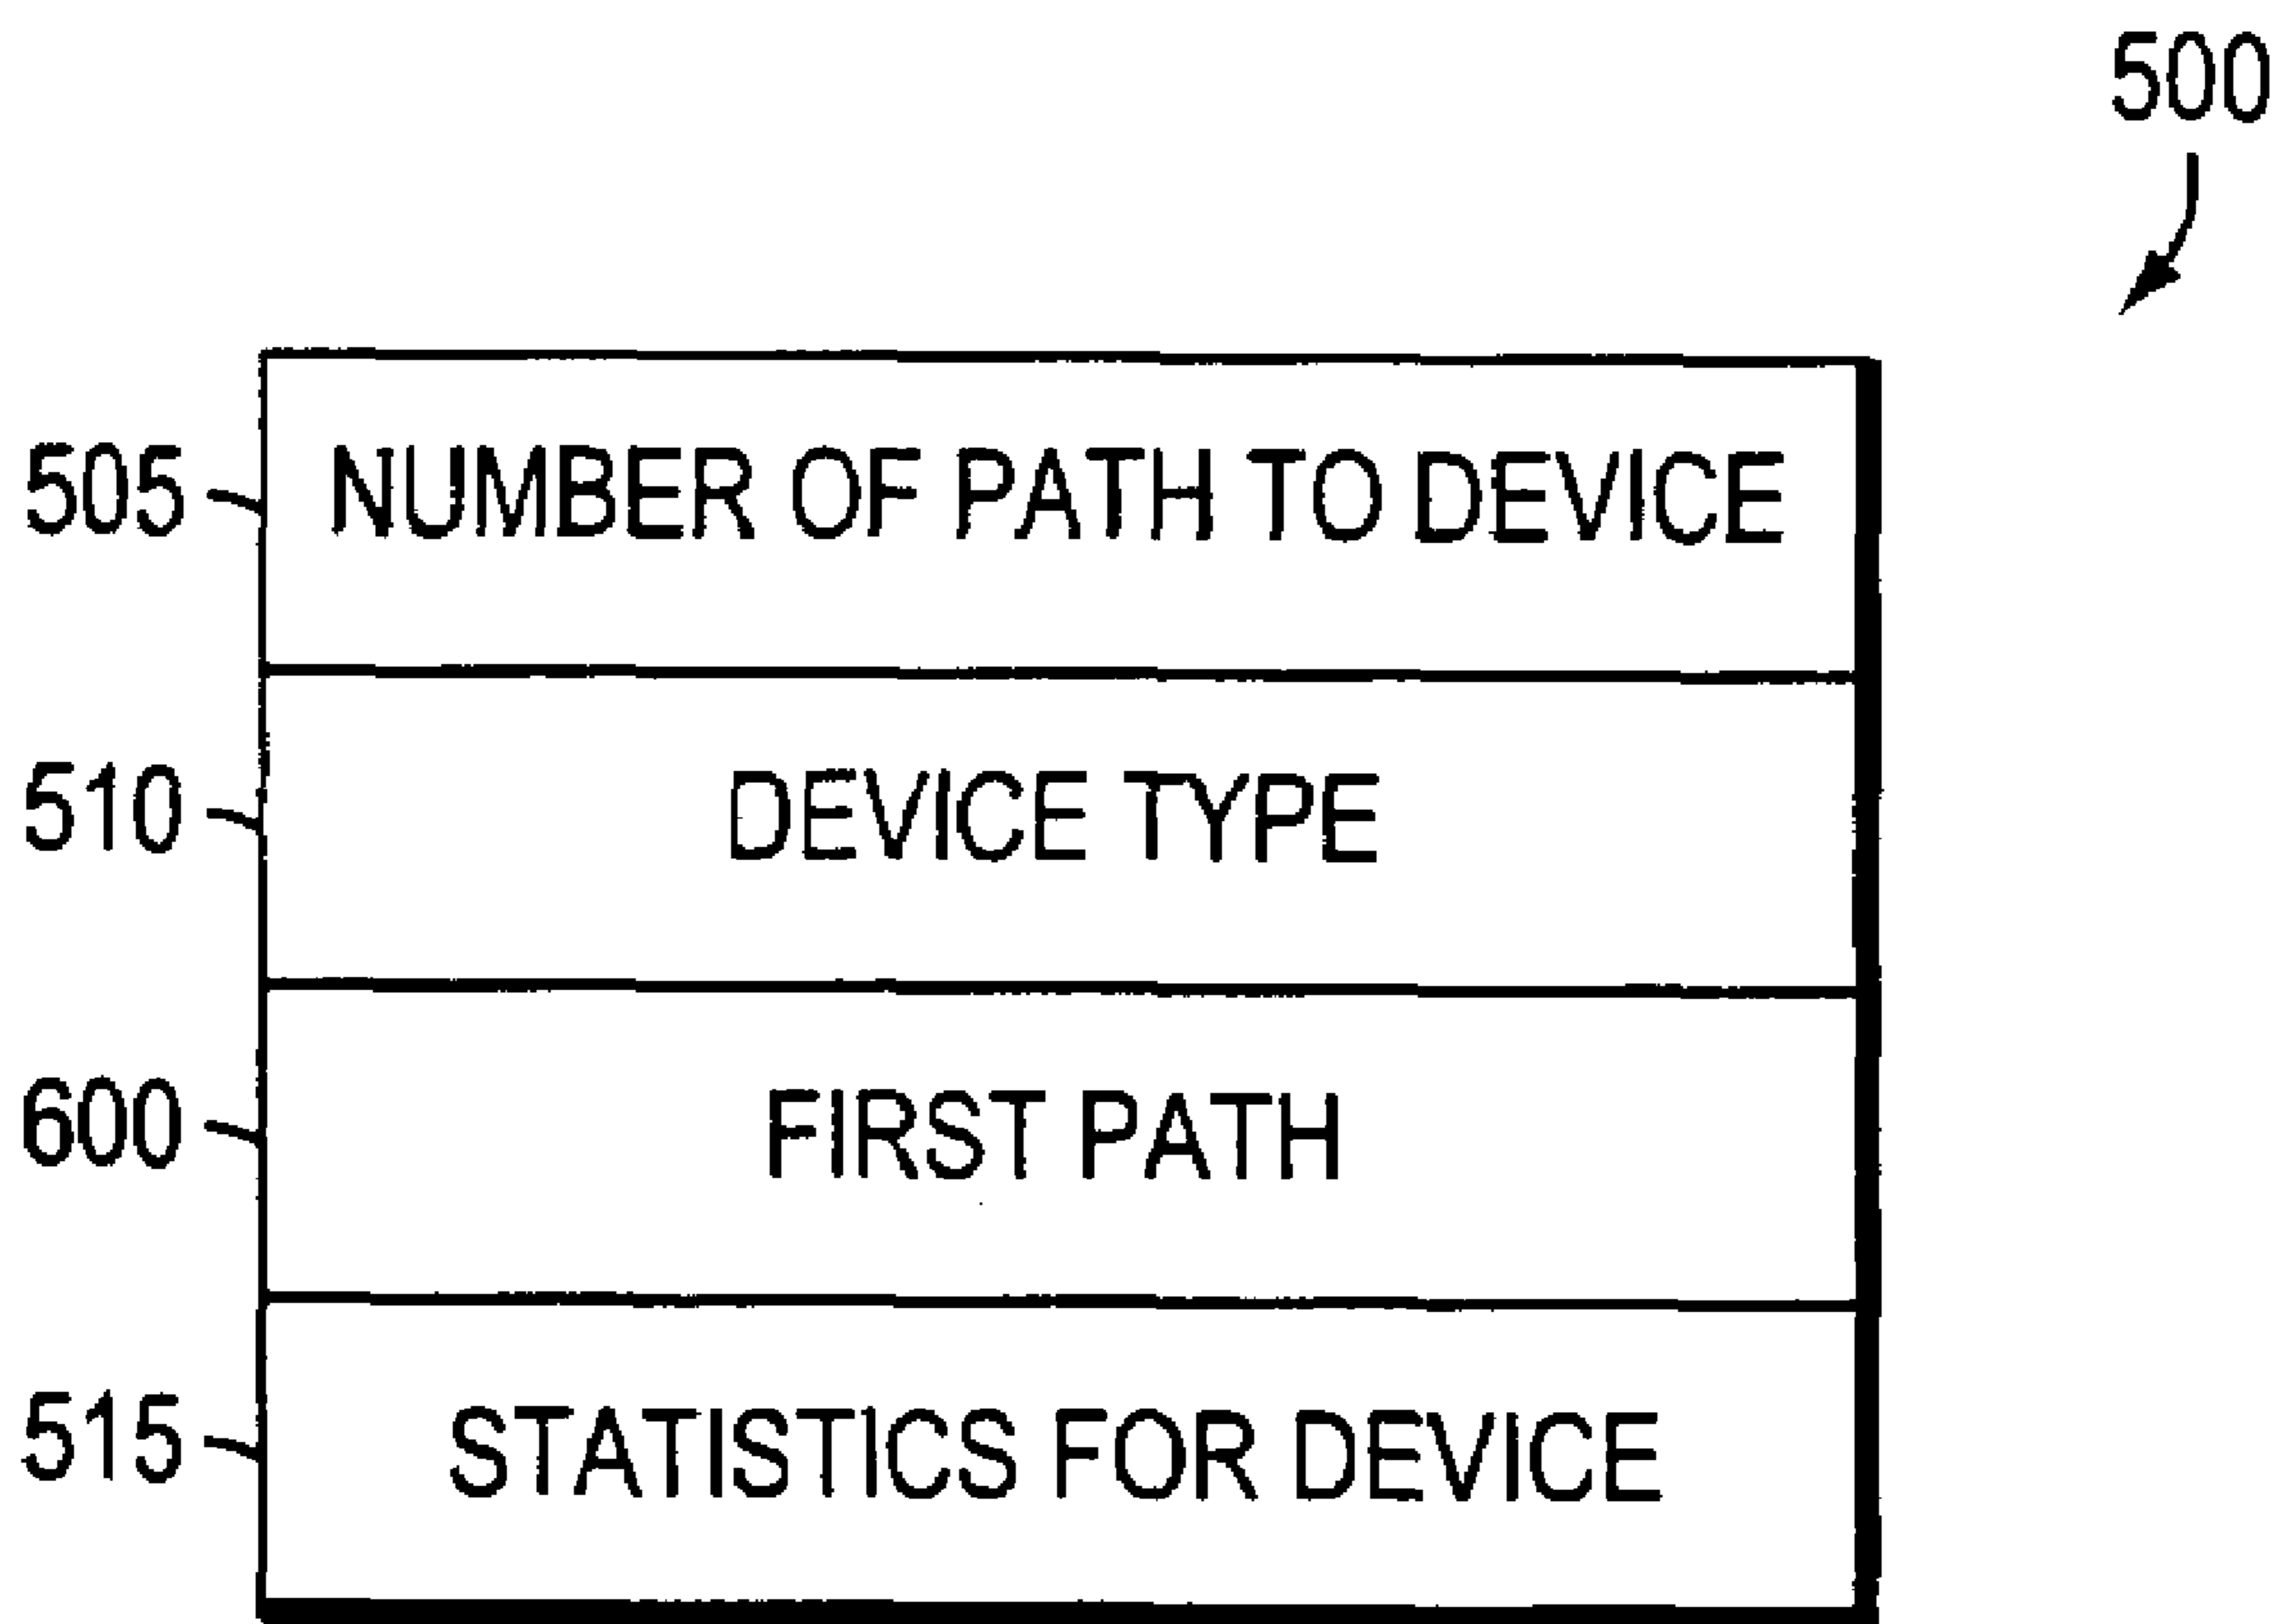 500
505 NUMBER OF PATH TO DEVICE
510 DEVICE TYPE
600 FIRST PATH
515 STATISTICS FOR DEVICE